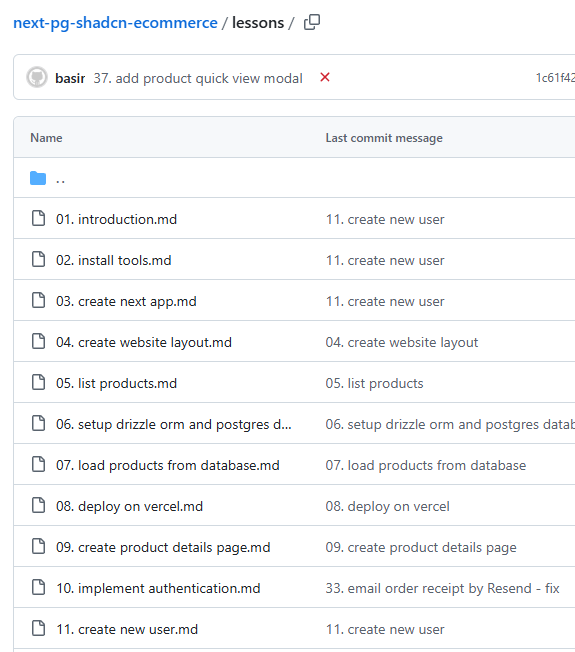 next-pg-shadcn-ecommerce / lessons /
basir 37. add product quick view modal 1c61f42
Name Last commit message
..
01. introduction.md 11. create new user
02. install tools.md 11. create new user
03. create next app.md 11. create new user
04. create website layout.md 04. create website layout
05. list products.md 05. list products
06. setup drizzle orm and postgres d... 06. setup drizzle orm and postgres datab
07. load products from database.md 07. load products from database
08. deploy on vercel.md 08. deploy on vercel
09. create product details page.md 09. create product details page
10. implement authentication.md 33. email order receipt by Resend - fix
11. create new user.md 11. create new user